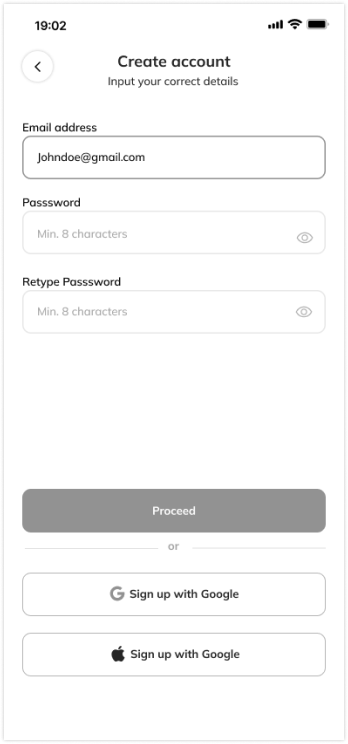 19:02
Create account
Input your correct details
Email address
Johndoe@gmail.com
Passsword
Min. 8 characters
Retype Passsword
Min. 8 characters
Proceed
or
Sign up with Google
Sign up with Google